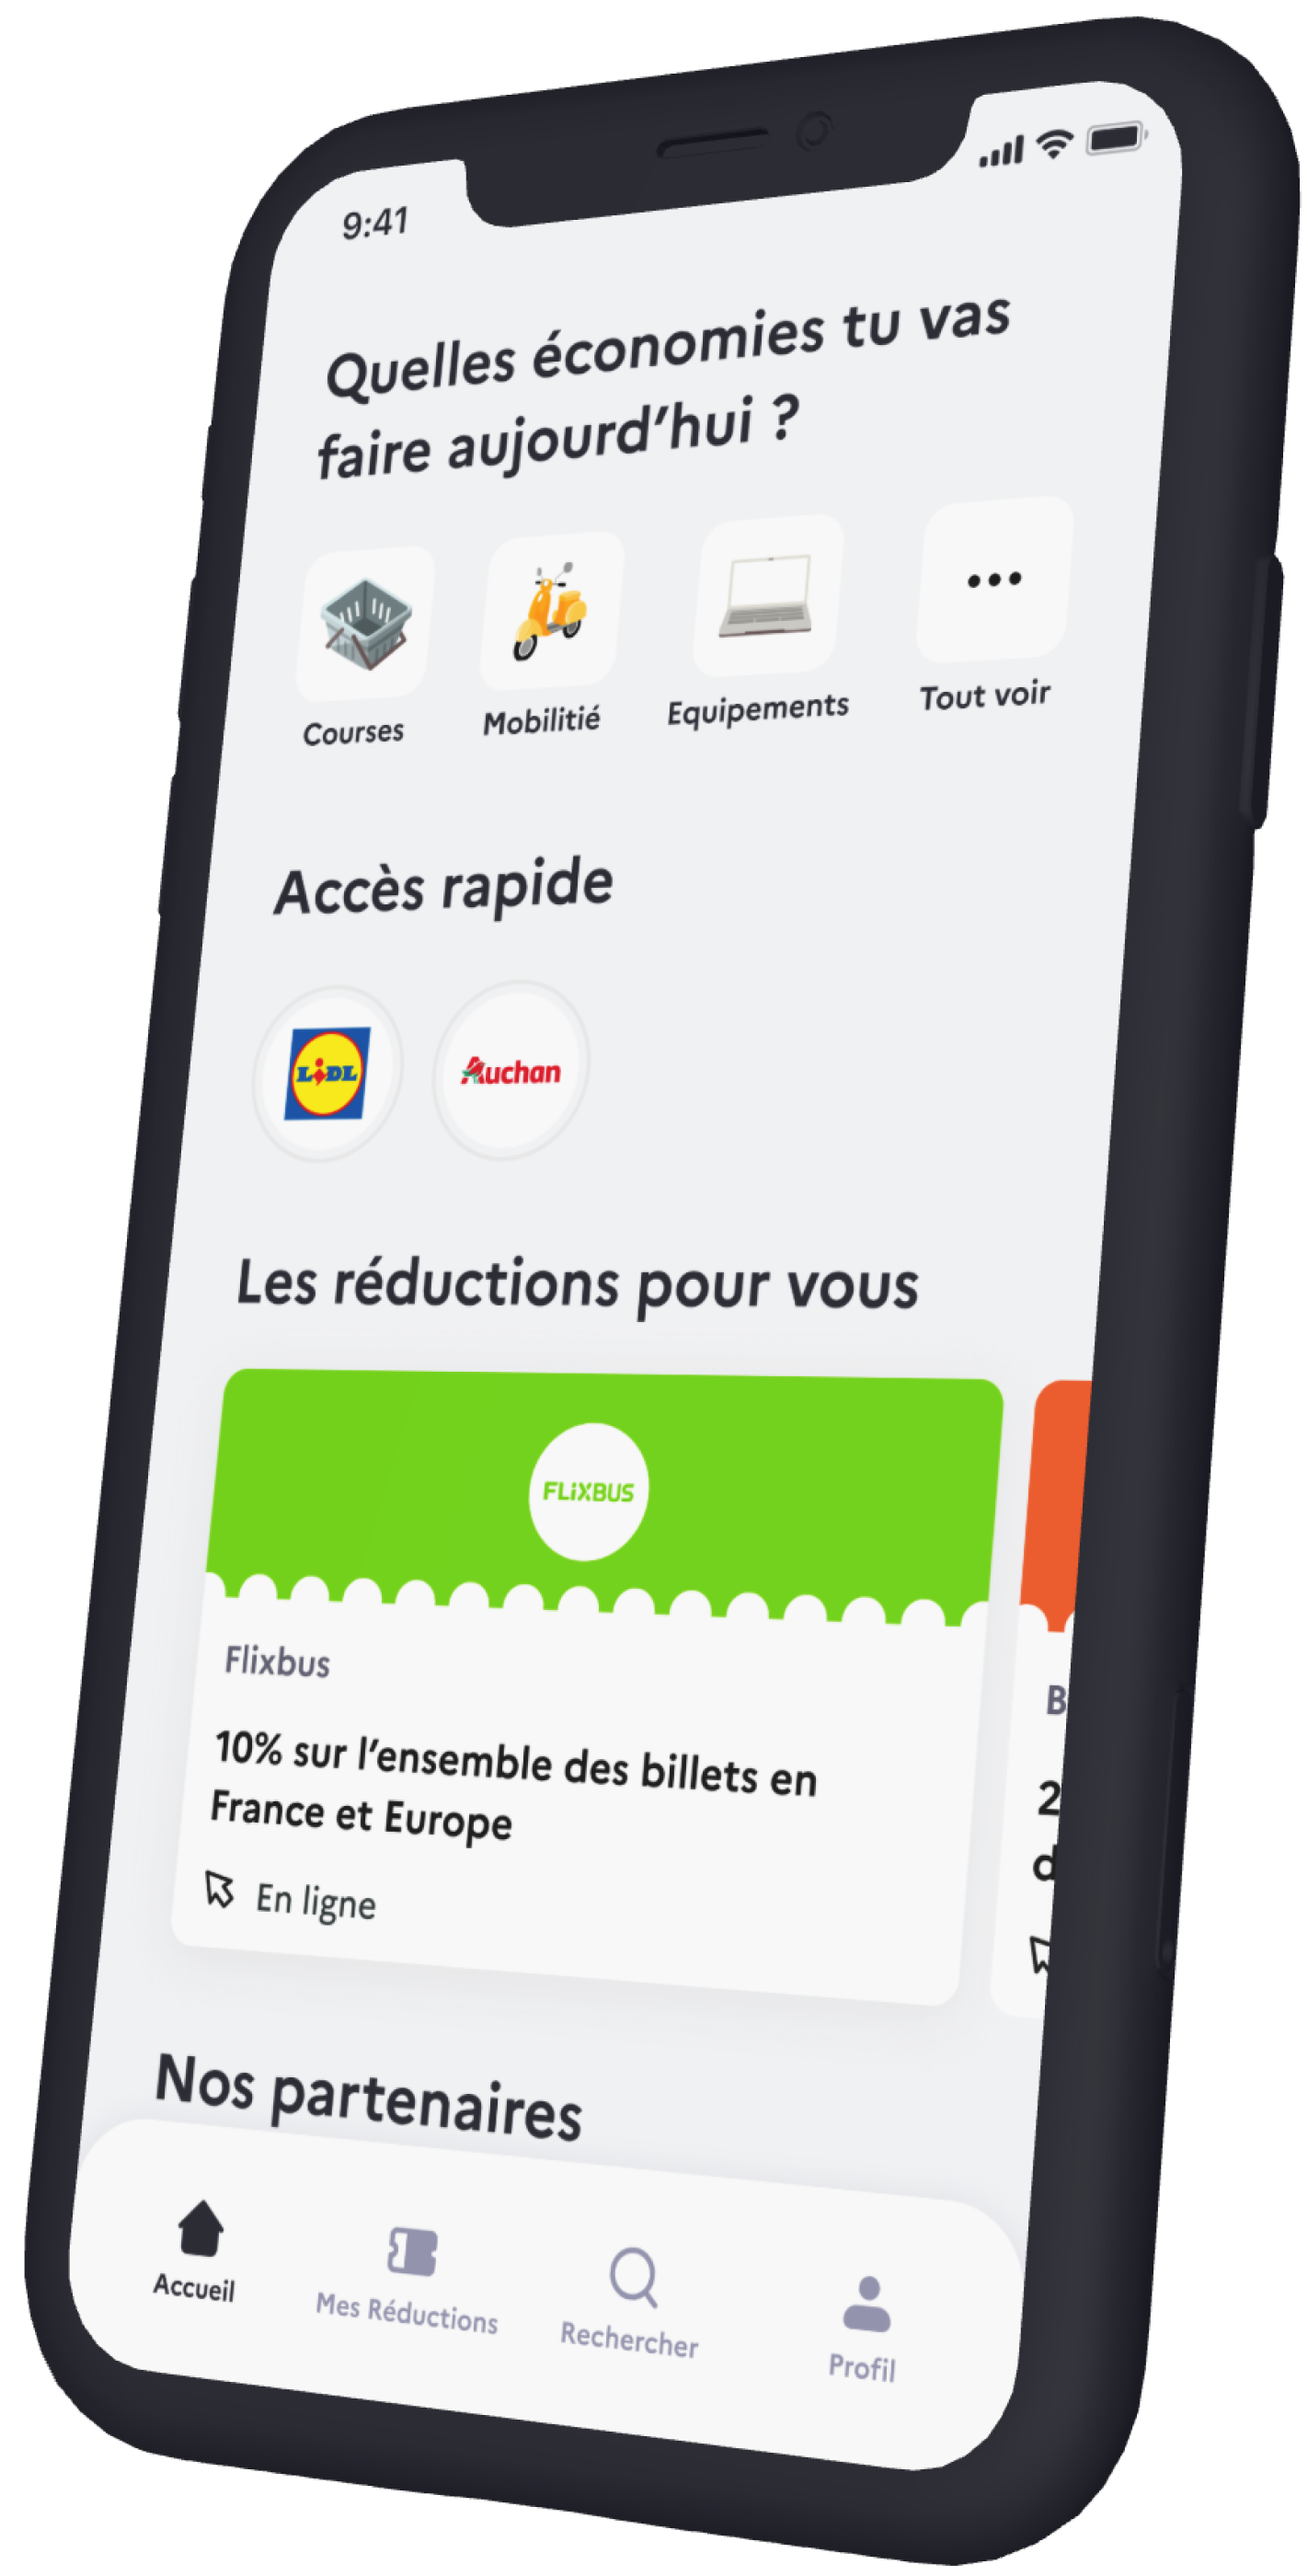 9:41
Quelles économies tu vas
faire aujourd’hui ?
Courses
Mobilitié
Equipements
Tout voir
Accès rapide
LIDL
Auchan
Les réductions pour vous
FLiXBUS
Flixbus
10% sur l’ensemble des billets en
France et Europe
En ligne
B
2
d
Nos partenaires
Accueil
Mes Réductions
Rechercher
Profil